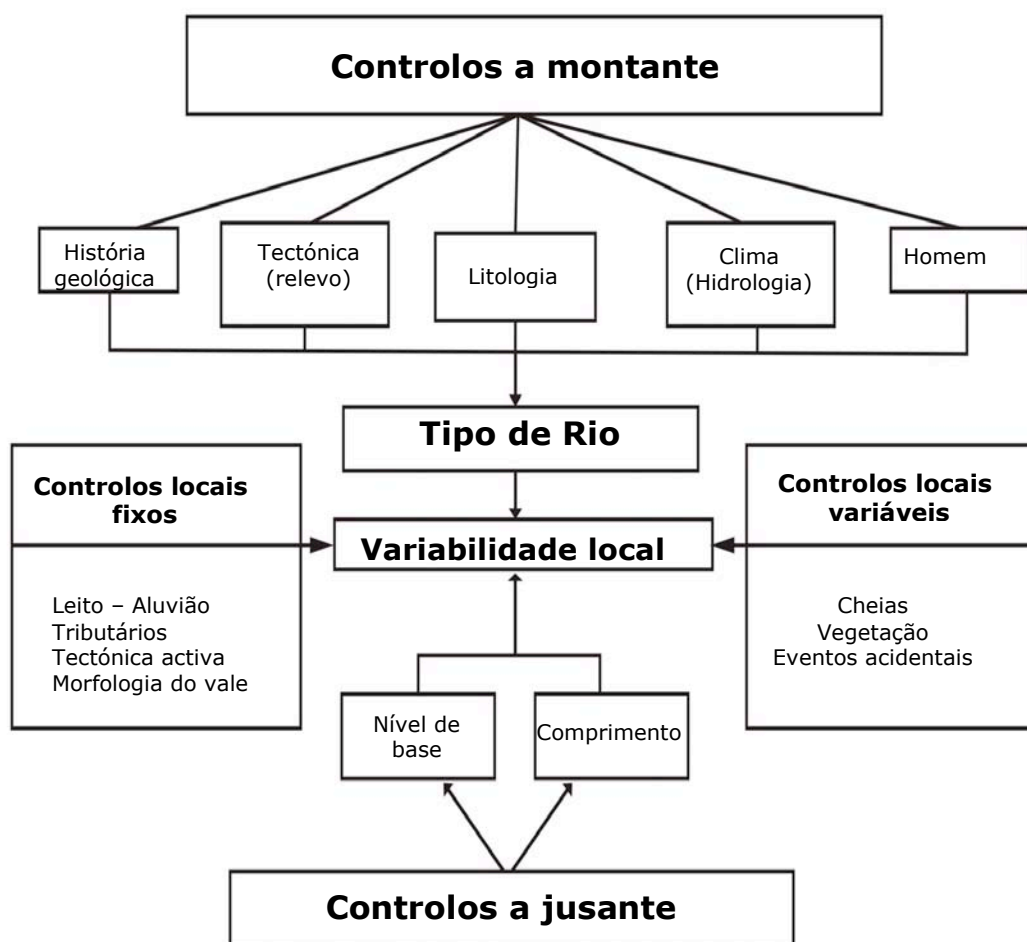 Controlos a montante
História
geológica
Tectónica
(relevo)
Litologia
Clima
(Hidrologia)
Homem
Tipo de Rio
Controlos locais
fixos
Leito – Aluvião
Tributários
Tectónica activa
Morfologia do vale
Variabilidade local
Controlos locais
variáveis
Cheias
Vegetação
Eventos acidentais
Nível de
base
Comprimento
Controlos a jusante